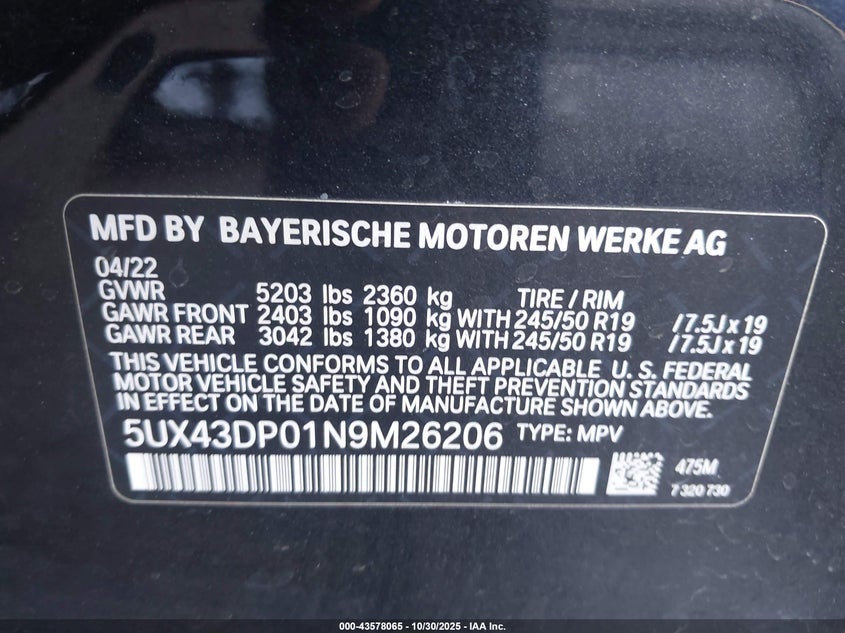 MFD BY BAYERISCHE MOTOREN WERKE AG
04/22
GVWR 5203 lbs 2360 kg TIRE / RIM
GAWR FRONT 2403 lbs 1090 kg WITH 245/50 R19 /7.5J x 19
GAWR REAR 3042 lbs 1380 kg WITH 245/50 R19 /7.5J x 19
THIS VEHICLE CONFORMS TO ALL APPLICABLE U. S. FEDERAL
MOTOR VEHICLE SAFETY AND THEFT PREVENTION STANDARDS
IN EFFECT ON THE DATE OF MANUFACTURE SHOWN ABOVE.
5UX43DP01N9M26206 TYPE: MPV
475M
7 320 730
000-43578065 - 10/30/2025 - IAA Inc.